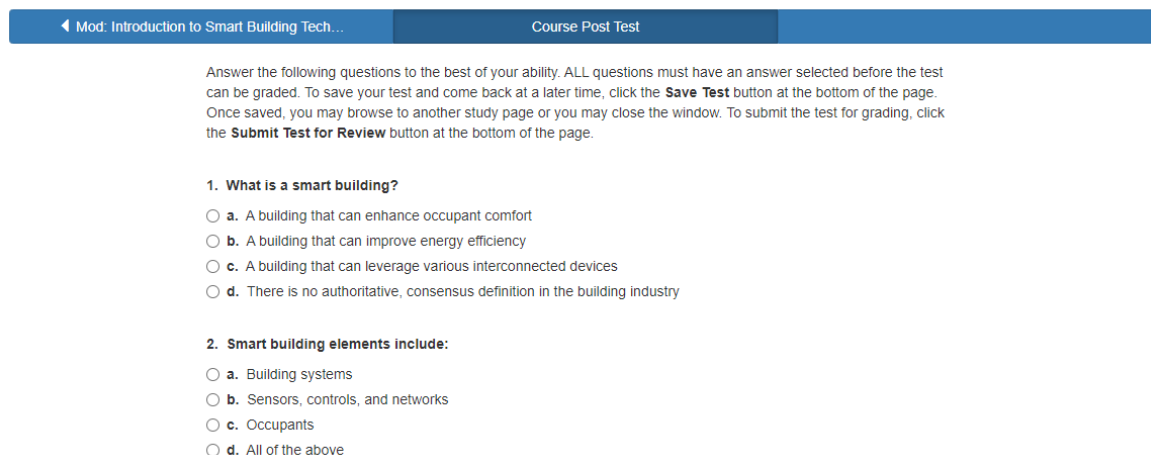 Mod: Introduction to Smart Building Tech...
Course Post Test
Answer the following questions to the best of your ability. ALL questions must have an answer selected before the test
can be graded. To save your test and come back at a later time, click the Save Test button at the bottom of the page.
Once saved, you may browse to another study page or you may close the window. To submit the test for grading, click
the Submit Test for Review button at the bottom of the page.
1. What is a smart building?
a. A building that can enhance occupant comfort
b. A building that can improve energy efficiency
c. A building that can leverage various interconnected devices
d. There is no authoritative, consensus definition in the building industry
2. Smart building elements include:
a. Building systems
b. Sensors, controls, and networks
c. Occupants
d. All of the above